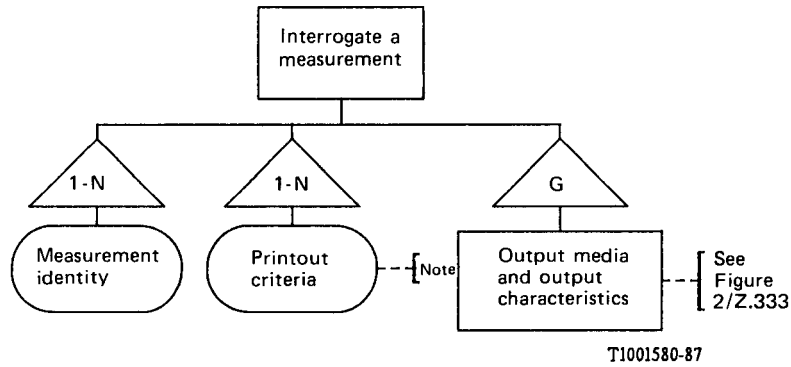 Interrogate a
measurement
1-N
1-N
G
Measurement
identity
Printout
criteria
Note
Output media
and output
characteristics
See
Figure
2/Z.333
T1001580-87